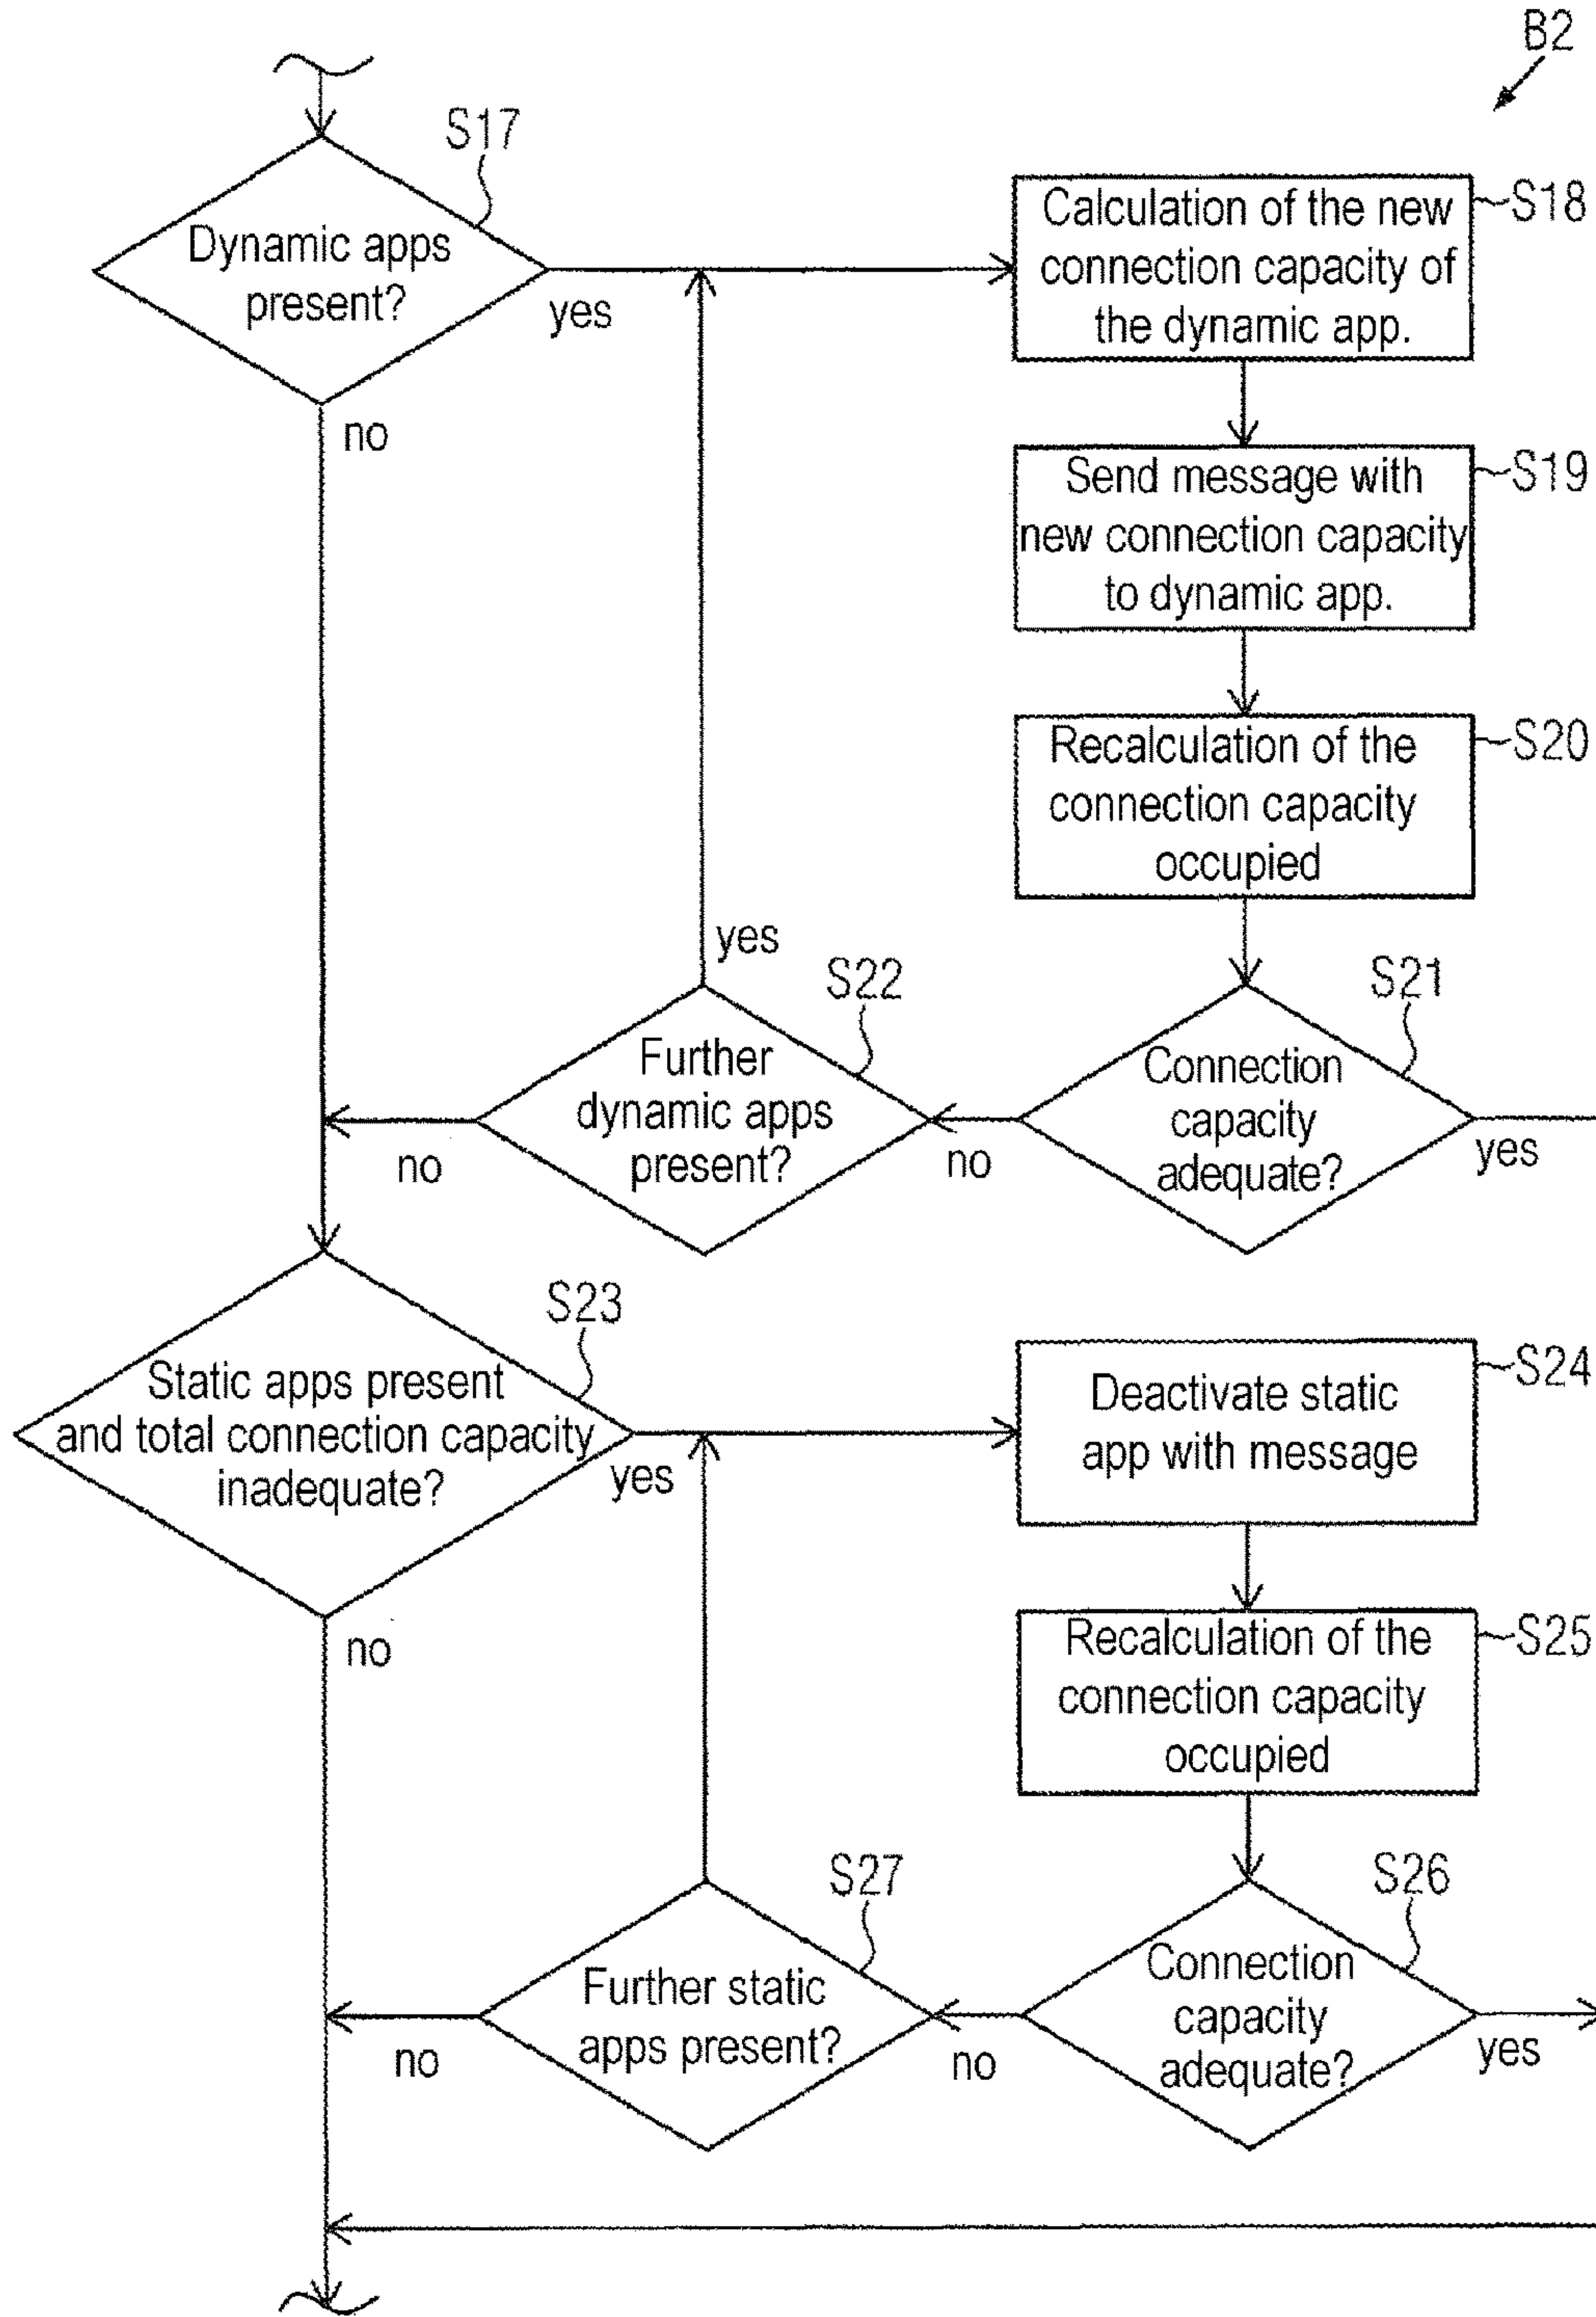 B2
S17
Dynamic apps
present?
yes
no
Calculation of the new
connection capacity of
the dynamic app.
S18
Send message with
new connection capacity
to dynamic app.
S19
Recalculation of the
connection capacity
occupied
S20
S21
Connection
capacity
adequate?
yes
no
S22
Further
dynamic apps
present?
yes
no
S23
Static apps present
and total connection capacity
inadequate?
yes
no
Deactivate static
app with message
S24
Recalculation of the
connection capacity
occupied
S25
S26
Connection
capacity
adequate?
yes
no
S27
Further static
apps present?
no